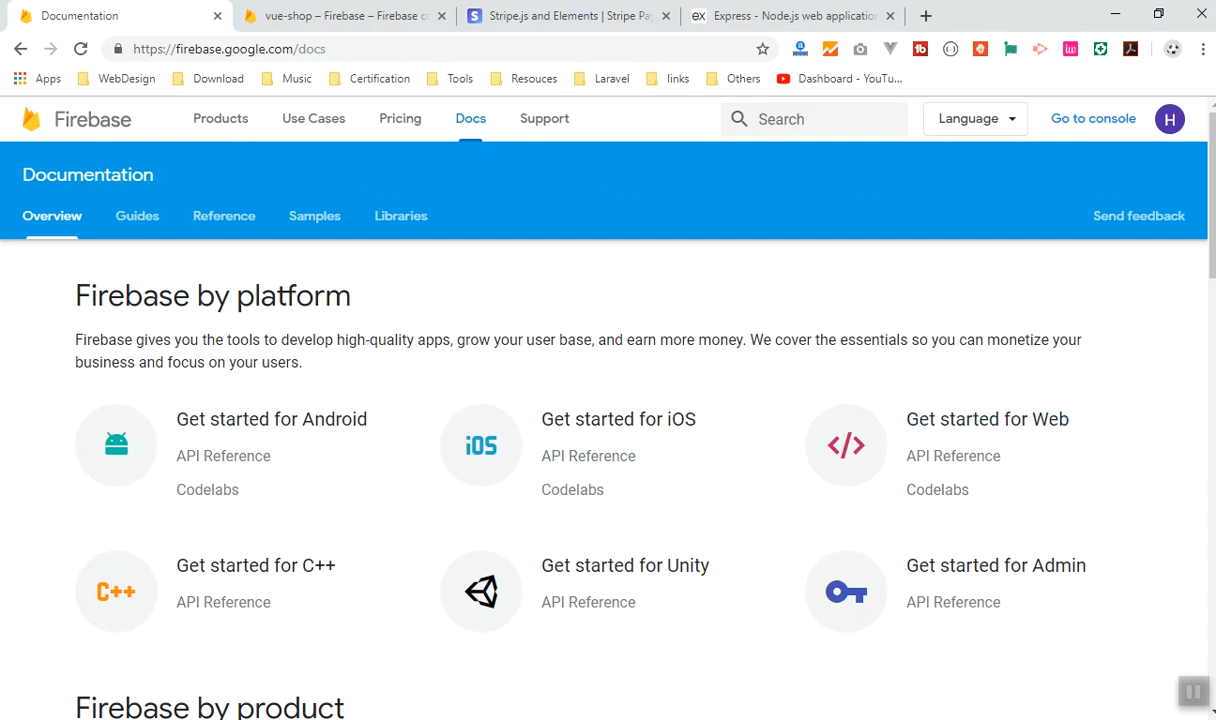 Documentation
vue-shop – Firebase – Firebase co
Stripe.js and Elements | Stripe Pay
Express - Node.js web application
https://firebase.google.com/docs
Apps WebDesign Download Music Certification Tools Resouces Laravel links Others Dashboard - YouTu...
Firebase Products Use Cases Pricing Docs Support Search Language Go to console H
Documentation
Overview Guides Reference Samples Libraries Send feedback
Firebase by platform
Firebase gives you the tools to develop high-quality apps, grow your user base, and earn more money. We cover the essentials so you can monetize your
business and focus on your users.
Get started for Android
API Reference
Codelabs
iOS
Get started for iOS
API Reference
Codelabs
</>
Get started for Web
API Reference
Codelabs
C++
Get started for C++
API Reference
Get started for Unity
API Reference
Get started for Admin
API Reference
Firebase by product